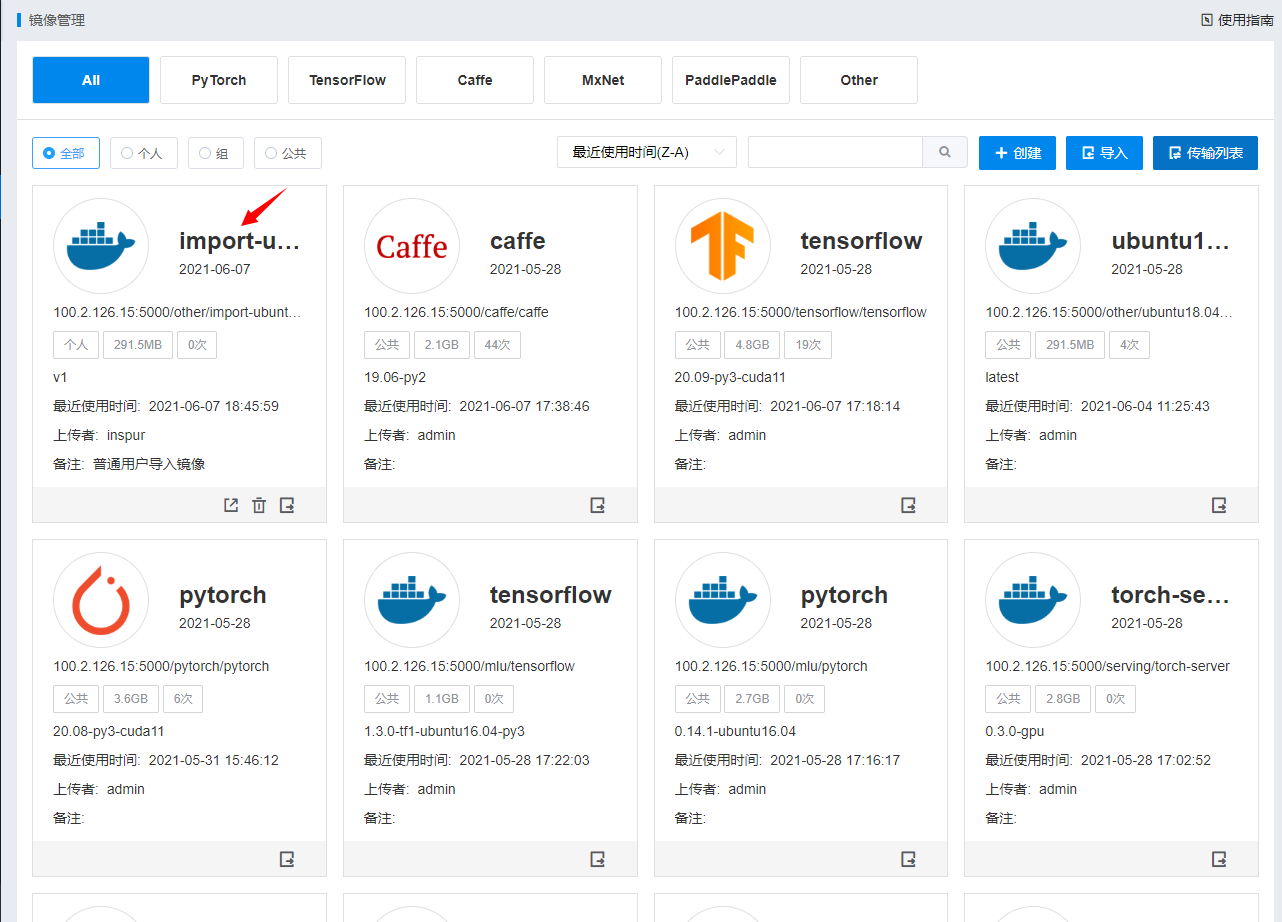 镜像管理
使用指南
All
PyTorch
TensorFlow
Caffe
MxNet
PaddlePaddle
Other
全部
个人
组
公共
最近使用时间(Z-A)
创建
导入
传输列表
import-u...
2021-06-07
100.2.126.15:5000/other/import-ubunt...
个人
291.5MB
0次
v1
最近使用时间: 2021-06-07 18:45:59
上传者: inspur
备注: 普通用户导入镜像
Caffe
caffe
2021-05-28
100.2.126.15:5000/caffe/caffe
公共
2.1GB
44次
19.06-py2
最近使用时间: 2021-06-07 17:38:46
上传者: admin
备注:
tensorflow
2021-05-28
100.2.126.15:5000/tensorflow/tensorflow
公共
4.8GB
19次
20.09-py3-cuda11
最近使用时间: 2021-06-07 17:18:14
上传者: admin
备注:
ubuntu1...
2021-05-28
100.2.126.15:5000/other/ubuntu18.04...
公共
291.5MB
4次
latest
最近使用时间: 2021-06-04 11:25:43
上传者: admin
备注:
pytorch
2021-05-28
100.2.126.15:5000/pytorch/pytorch
公共
3.6GB
6次
20.08-py3-cuda11
最近使用时间: 2021-05-31 15:46:12
上传者: admin
备注:
tensorflow
2021-05-28
100.2.126.15:5000/mlu/tensorflow
公共
1.1GB
0次
1.3.0-tf1-ubuntu16.04-py3
最近使用时间: 2021-05-28 17:22:03
上传者: admin
备注:
pytorch
2021-05-28
100.2.126.15:5000/mlu/pytorch
公共
2.7GB
0次
0.14.1-ubuntu16.04
最近使用时间: 2021-05-28 17:16:17
上传者: admin
备注:
torch-se...
2021-05-28
100.2.126.15:5000/serving/torch-server
公共
2.8GB
0次
0.3.0-gpu
最近使用时间: 2021-05-28 17:02:52
上传者: admin
备注: